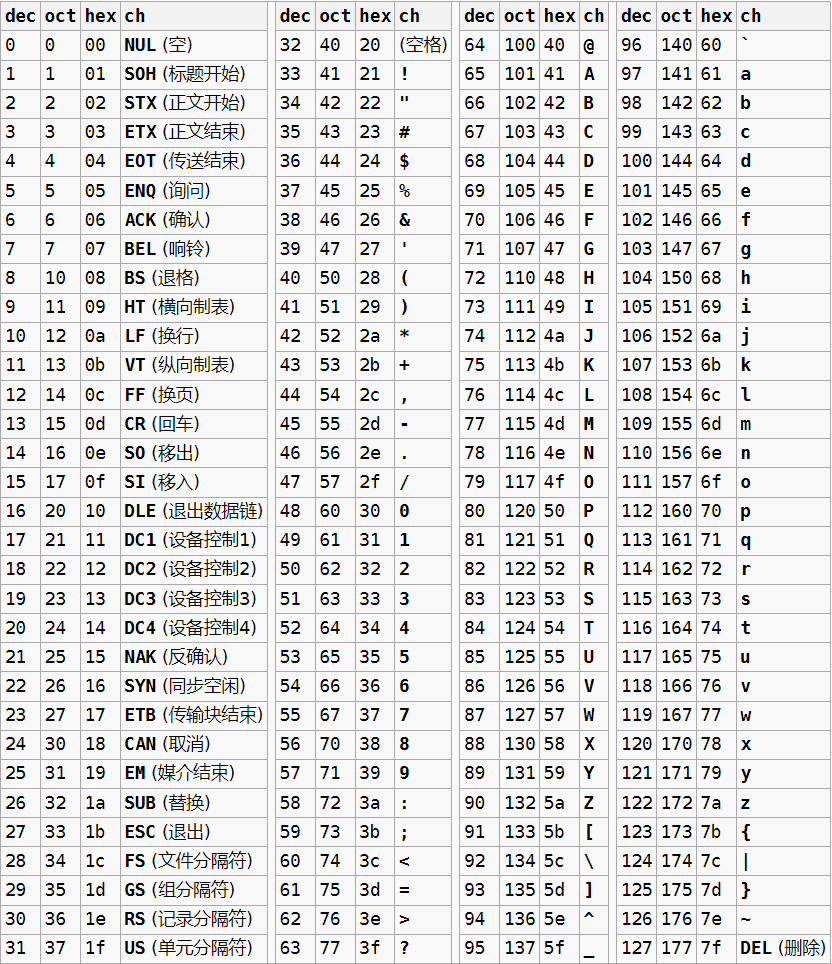 dec oct hex ch dec oct hex ch dec oct hex ch dec oct hex ch
0 0 00 NUL (空) 32 40 20 (空格) 64 100 40 @ 96 140 60 `
1 1 01 SOH (标题开始) 33 41 21 ! 65 101 41 A 97 141 61 a
2 2 02 STX (正文开始) 34 42 22 " 66 102 42 B 98 142 62 b
3 3 03 ETX (正文结束) 35 43 23 # 67 103 43 C 99 143 63 c
4 4 04 EOT (传送结束) 36 44 24 $ 68 104 44 D 100 144 64 d
5 5 05 ENQ (询问) 37 45 25 % 69 105 45 E 101 145 65 e
6 6 06 ACK (确认) 38 46 26 & 70 106 46 F 102 146 66 f
7 7 07 BEL (响铃) 39 47 27 ' 71 107 47 G 103 147 67 g
8 10 08 BS (退格) 40 50 28 ( 72 110 48 H 104 150 68 h
9 11 09 HT (横向制表) 41 51 29 ) 73 111 49 I 105 151 69 i
10 12 0a LF (换行) 42 52 2a * 74 112 4a J 106 152 6a j
11 13 0b VT (纵向制表) 43 53 2b + 75 113 4b K 107 153 6b k
12 14 0c FF (换页) 44 54 2c , 76 114 4c L 108 154 6c l
13 15 0d CR (回车) 45 55 2d - 77 115 4d M 109 155 6d m
14 16 0e SO (移出) 46 56 2e . 78 116 4e N 110 156 6e n
15 17 0f SI (移入) 47 57 2f / 79 117 4f O 111 157 6f o
16 20 10 DLE (退出数据链) 48 60 30 0 80 120 50 P 112 160 70 p
17 21 11 DC1 (设备控制1) 49 61 31 1 81 121 51 Q 113 161 71 q
18 22 12 DC2 (设备控制2) 50 62 32 2 82 122 52 R 114 162 72 r
19 23 13 DC3 (设备控制3) 51 63 33 3 83 123 53 S 115 163 73 s
20 24 14 DC4 (设备控制4) 52 64 34 4 84 124 54 T 116 164 74 t
21 25 15 NAK (反确认) 53 65 35 5 85 125 55 U 117 165 75 u
22 26 16 SYN (同步空闲) 54 66 36 6 86 126 56 V 118 166 76 v
23 27 17 ETB (传输块结束) 55 67 37 7 87 127 57 W 119 167 77 w
24 30 18 CAN (取消) 56 70 38 8 88 130 58 X 120 170 78 x
25 31 19 EM (媒介结束) 57 71 39 9 89 131 59 Y 121 171 79 y
26 32 1a SUB (替换) 58 72 3a : 90 132 5a Z 122 172 7a z
27 33 1b ESC (退出) 59 73 3b ; 91 133 5b [ 123 173 7b {
28 34 1c FS (文件分隔符) 60 74 3c < 92 134 5c \ 124 174 7c |
29 35 1d GS (组分隔符) 61 75 3d = 93 135 5d ] 125 175 7d }
30 36 1e RS (记录分隔符) 62 76 3e > 94 136 5e ^ 126 176 7e ~
31 37 1f US (单元分隔符) 63 77 3f ? 95 137 5f _ 127 177 7f DEL (删除)